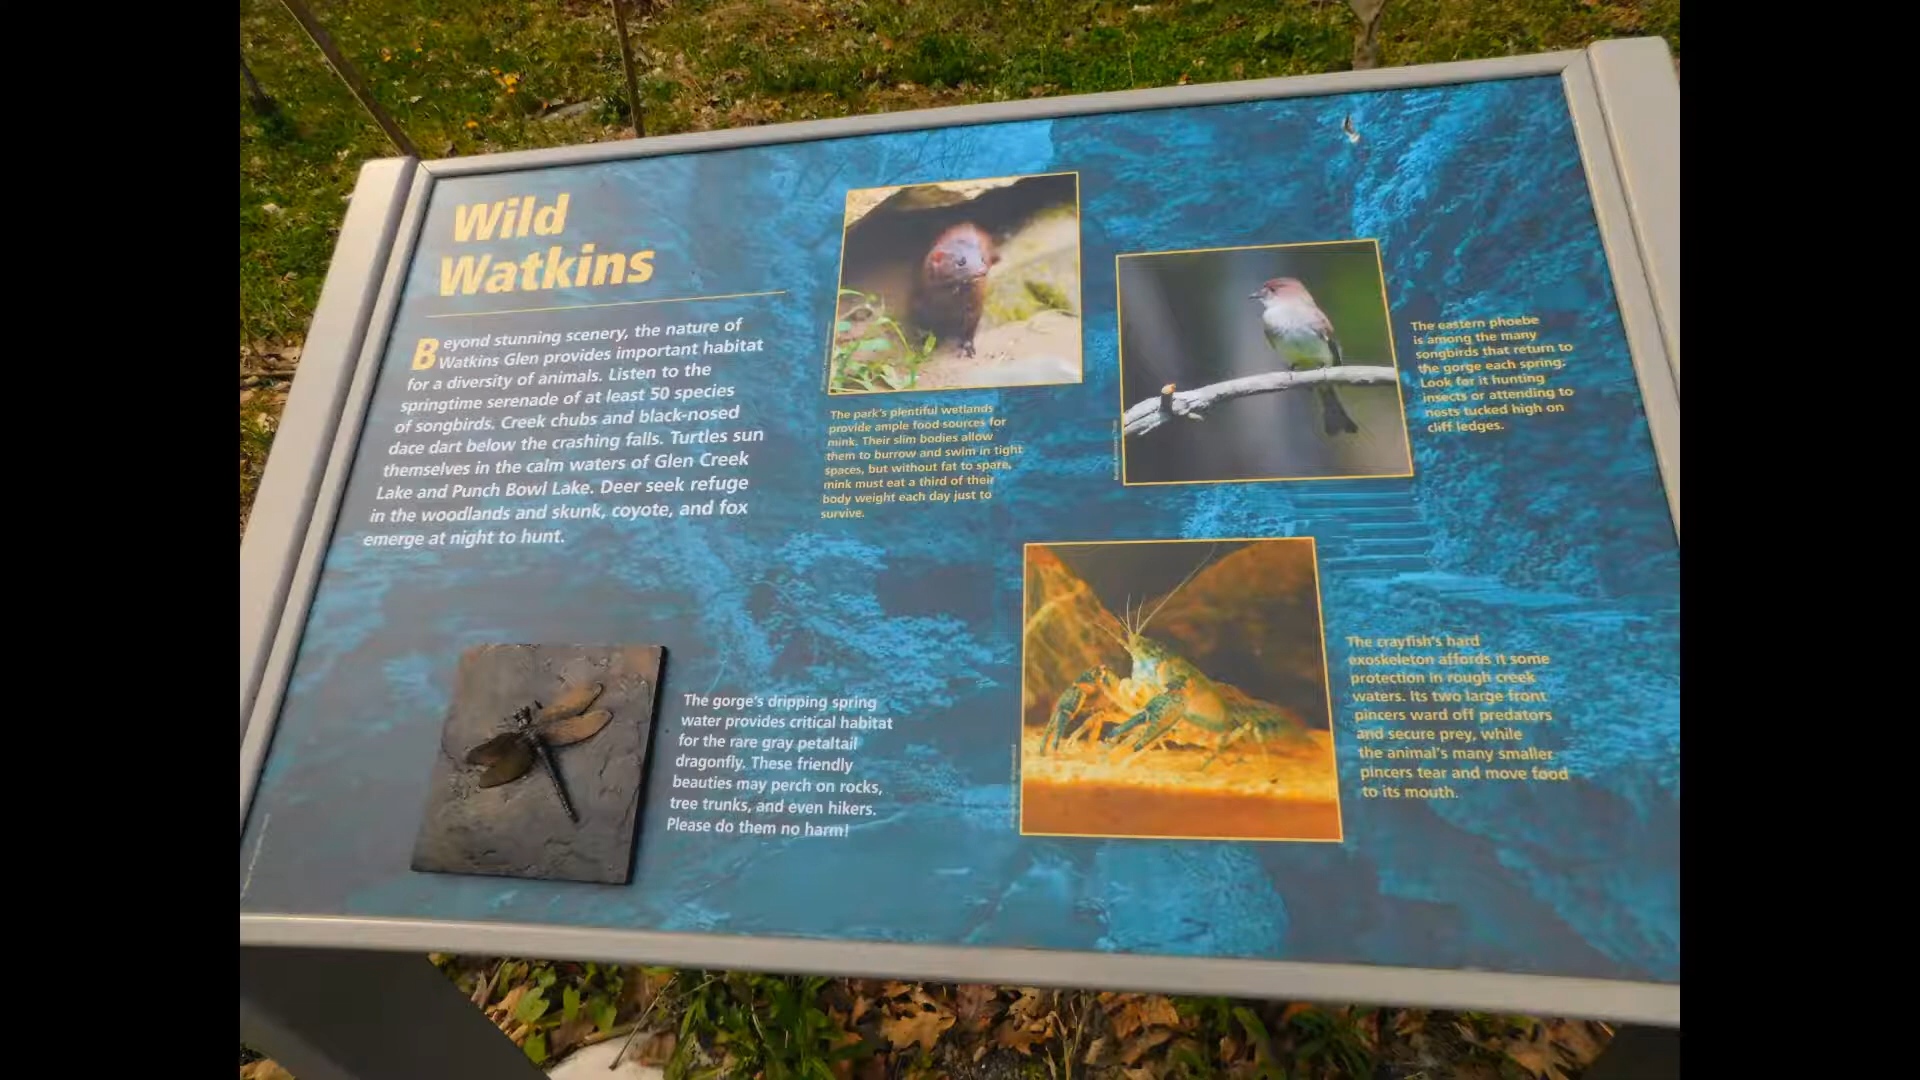 Wild
Watkins
Beyond stunning scenery, the nature of
Watkins Glen provides important habitat
for a diversity of animals. Listen to the
springtime serenade of at least 50 species
of songbirds. Creek chubs and black-nosed
dace dart below the crashing falls. Turtles sun
themselves in the calm waters of Glen Creek
Lake and Punch Bowl Lake. Deer seek refuge
in the woodlands and skunk, coyote, and fox
emerge at night to hunt.
The park's plentiful wetlands
provide ample food sources for
mink. Their slim bodies allow
them to burrow and swim in tight
spaces, but without fat to spare,
mink must eat a third of their
body weight each day just to
survive.
The eastern phoebe
is among the many
songbirds that return to
the gorge each spring.
Look for it hunting
insects or attending to
nests tucked high on
cliff ledges.
The gorge's dripping spring
water provides critical habitat
for the rare gray petaltail
dragonfly. These friendly
beauties may perch on rocks,
tree trunks, and even hikers.
Please do them no harm!
The crayfish's hard
exoskeleton affords it some
protection in rough creek
waters. Its two large front
pincers ward off predators
and secure prey, while
the animal's many smaller
pincers tear and move food
to its mouth.